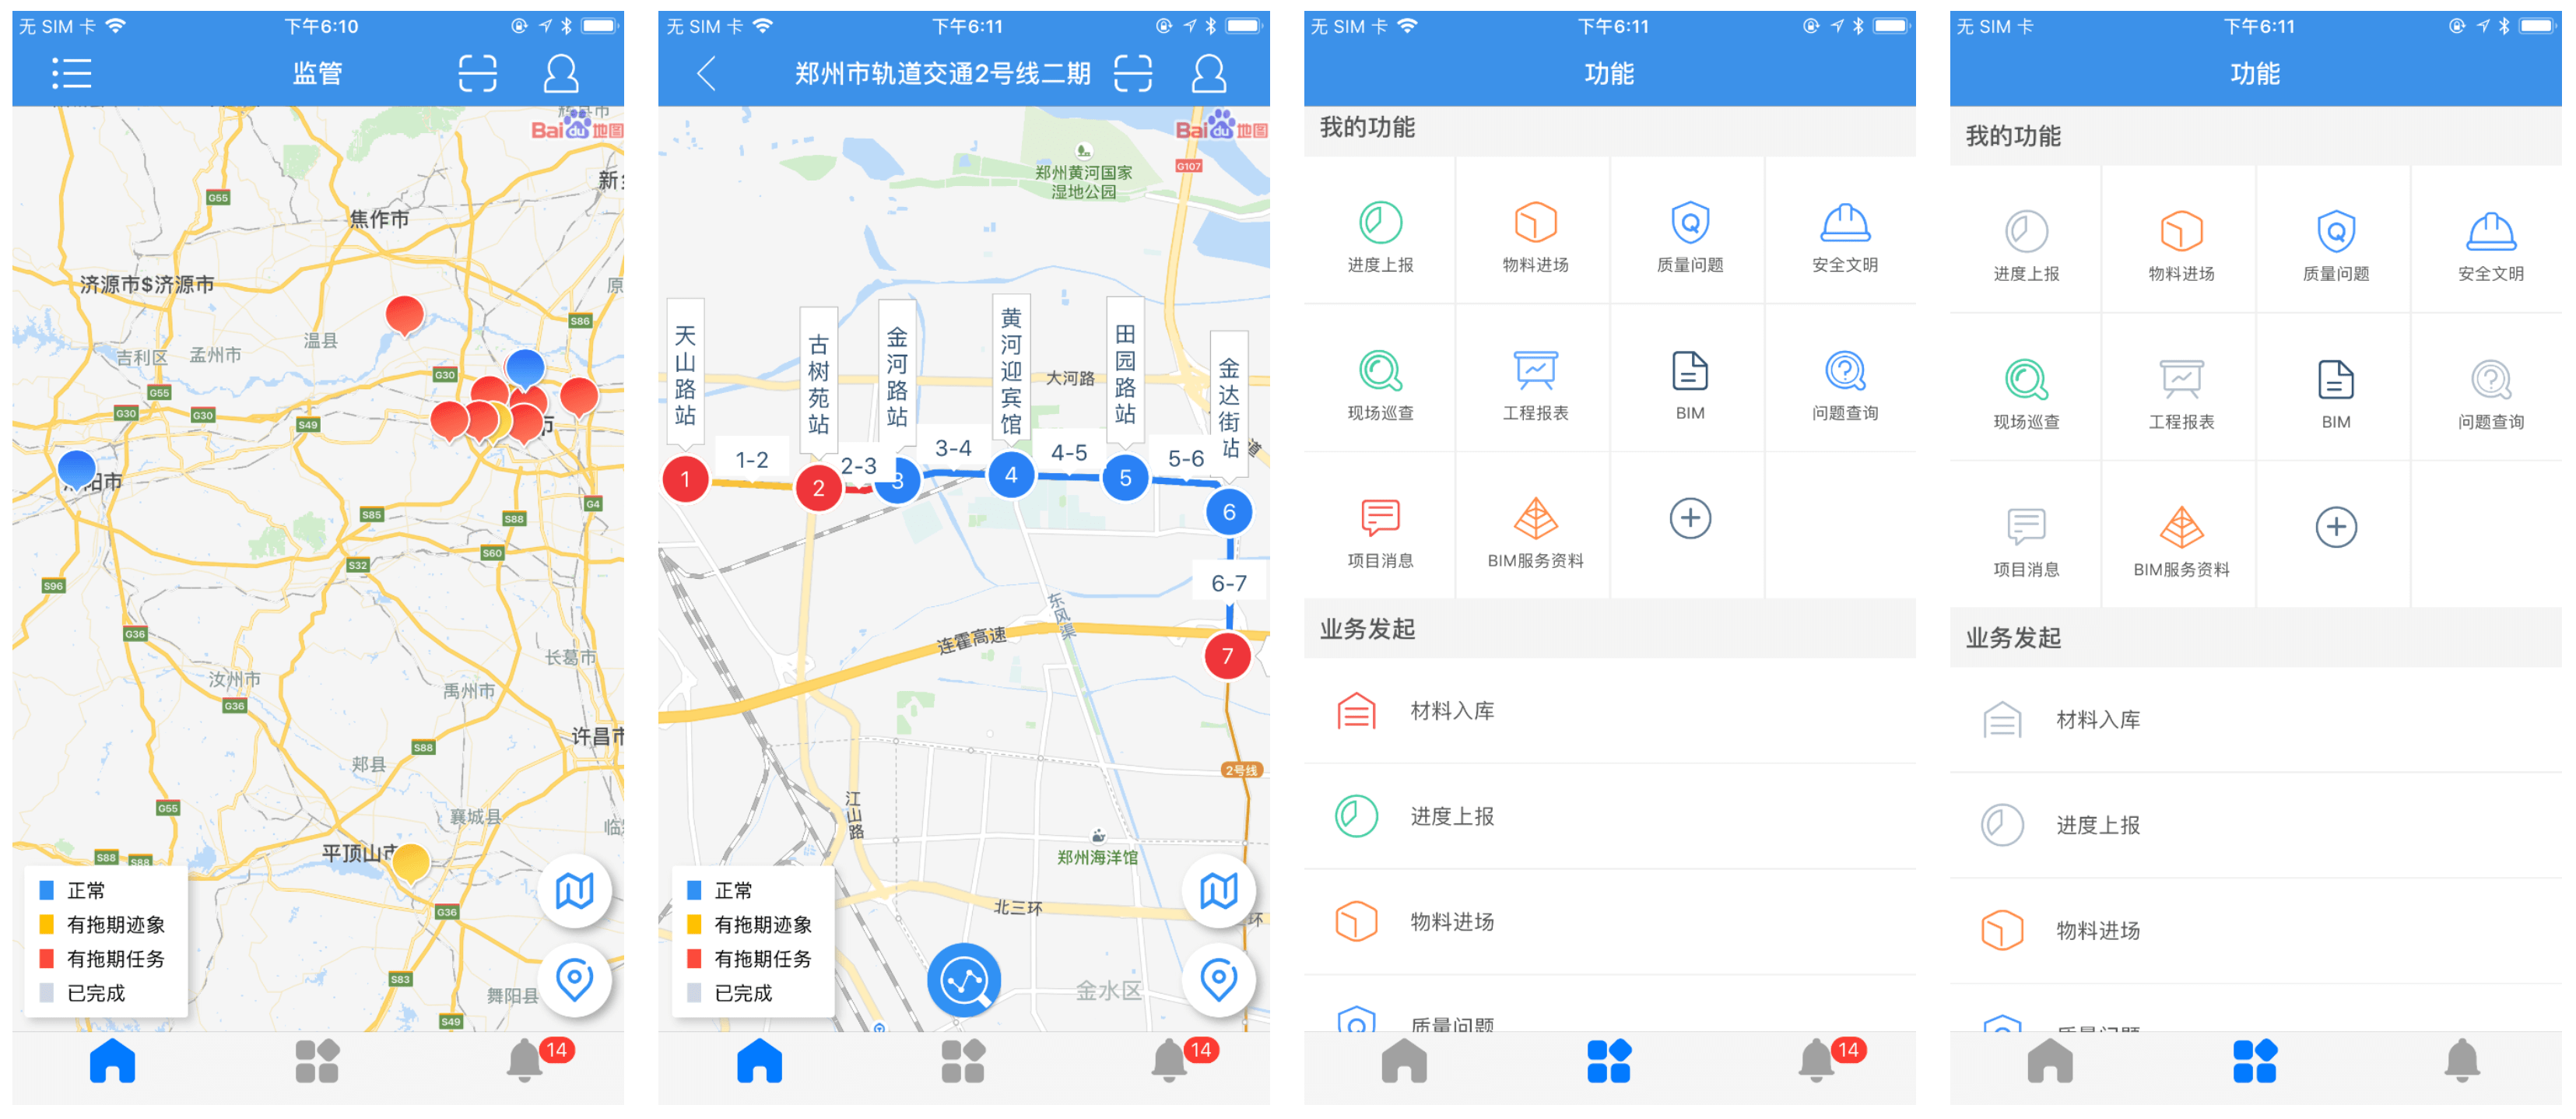 无 SIM 卡
下午6:10
监管
Bai du 地图
G55
焦作市
济源市$济源市
S86
温县
吉利区
孟州市
G30
G55
G30
G30
S49
阳市
市
S85
S88
G4
S60
S32
S96
G36
长葛市
汝州市
禹州市
G36
许昌市
S88
郏县
G55
襄城县
平顶山市
S88
S88
G36
正常
有拖期迹象
有拖期任务
已完成
S83
舞阳县
S49
14
无 SIM 卡
下午6:11
郑州市轨道交通2号线二期
Bai du 地图
G107
郑州黄河国家
湿地公园
天山路站
古树苑站
金河路站
黄河迎宾馆
田园路站
金达街站
大河路
道
1-2
2-3
3-4
4-5
5-6
1
2
3
4
5
6
6-7
7
东风渠
连霍高速
2号线
江山路
郑州海洋馆
北三环
环
金水区
正常
有拖期迹象
有拖期任务
已完成
14
无 SIM 卡
下午6:11
功能
我的功能
进度上报
物料进场
质量问题
安全文明
现场巡查
工程报表
BIM
问题查询
项目消息
BIM服务资料
业务发起
材料入库
进度上报
物料进场
质量问题
14
无 SIM 卡
下午6:11
功能
我的功能
进度上报
物料进场
质量问题
安全文明
现场巡查
工程报表
BIM
问题查询
项目消息
BIM服务资料
业务发起
材料入库
进度上报
物料进场
质量问题